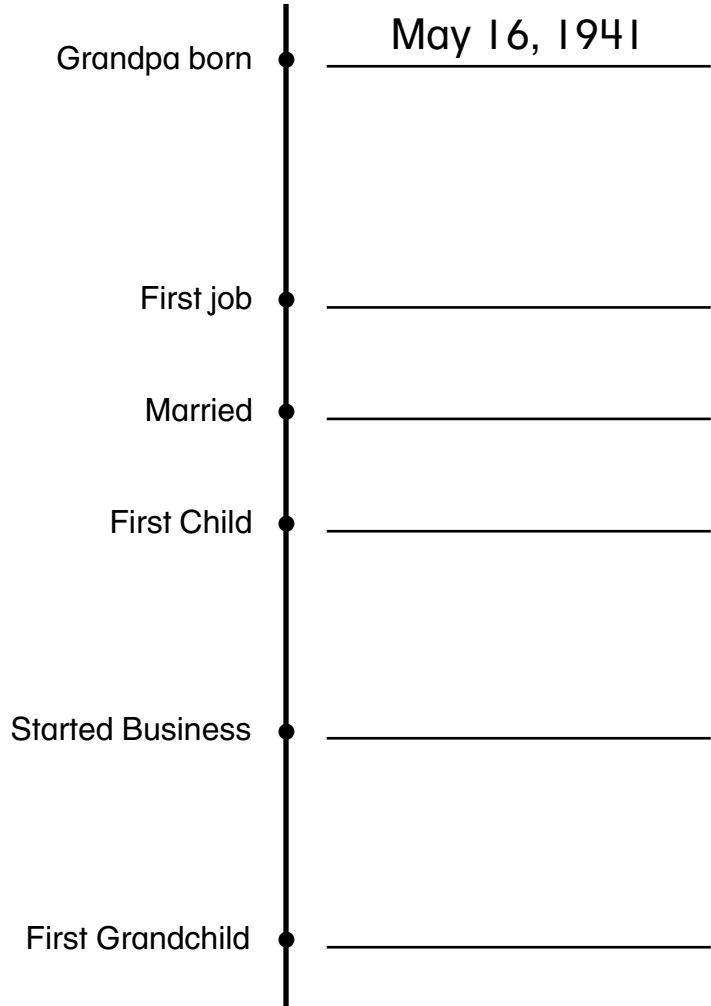 Grandpa born May 16, 1941
First job
Married
First Child
Started Business
First Grandchild